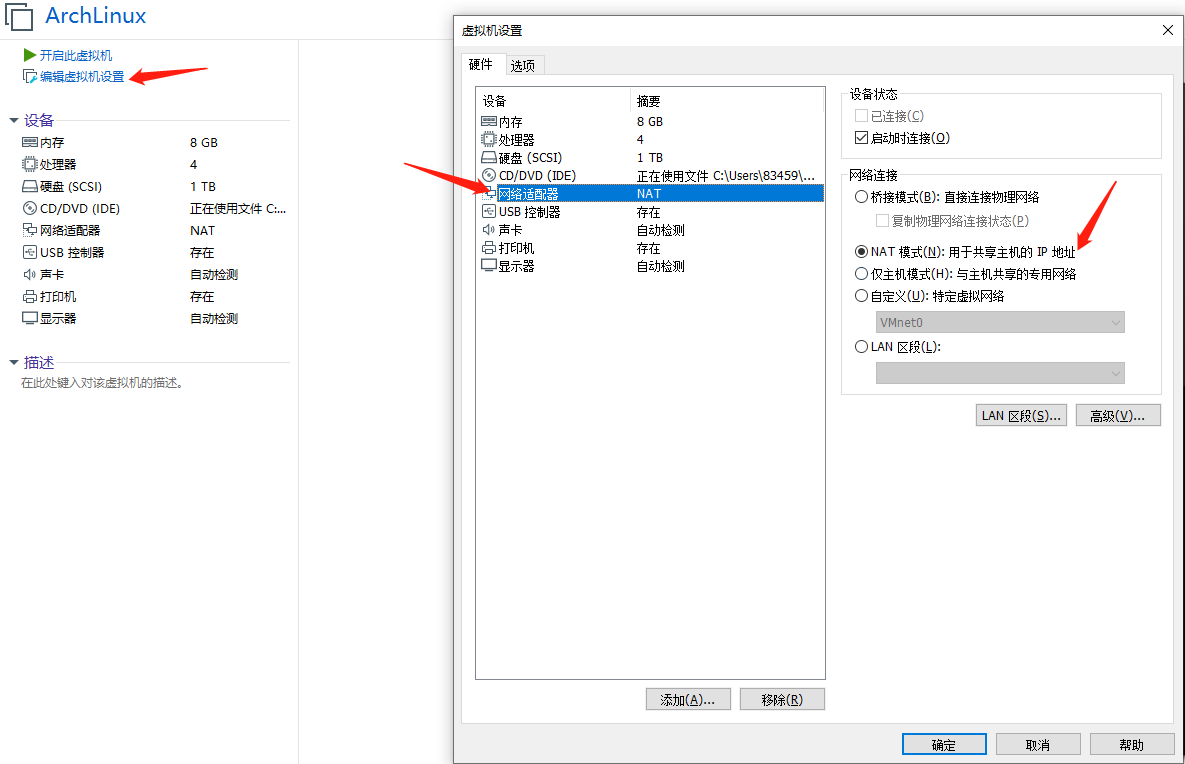 ArchLinux
开启此虚拟机
编辑虚拟机设置
设备
内存 8 GB
处理器 4
硬盘 (SCSI) 1 TB
CD/DVD (IDE) 正在使用文件 C:...
网络适配器 NAT
USB 控制器 存在
声卡 自动检测
打印机 存在
显示器 自动检测
描述
在此处键入对该虚拟机的描述。
虚拟机设置
硬件 选项
设备 摘要
内存 8 GB
处理器 4
硬盘 (SCSI) 1 TB
CD/DVD (IDE) 正在使用文件 C:\Users\83459\...
网络适配器 NAT
USB 控制器 存在
声卡 自动检测
打印机 存在
显示器 自动检测
添加(A)... 移除(R)
设备状态
已连接(C)
启动时连接(O)
网络连接
桥接模式(B): 直接连接物理网络
复制物理网络连接状态(P)
NAT 模式(N): 用于共享主机的 IP 地址
仅主机模式(H): 与主机共享的专用网络
自定义(U): 特定虚拟网络
VMnet0
LAN 区段(L):
LAN 区段(S)... 高级(V)...
确定 取消 帮助